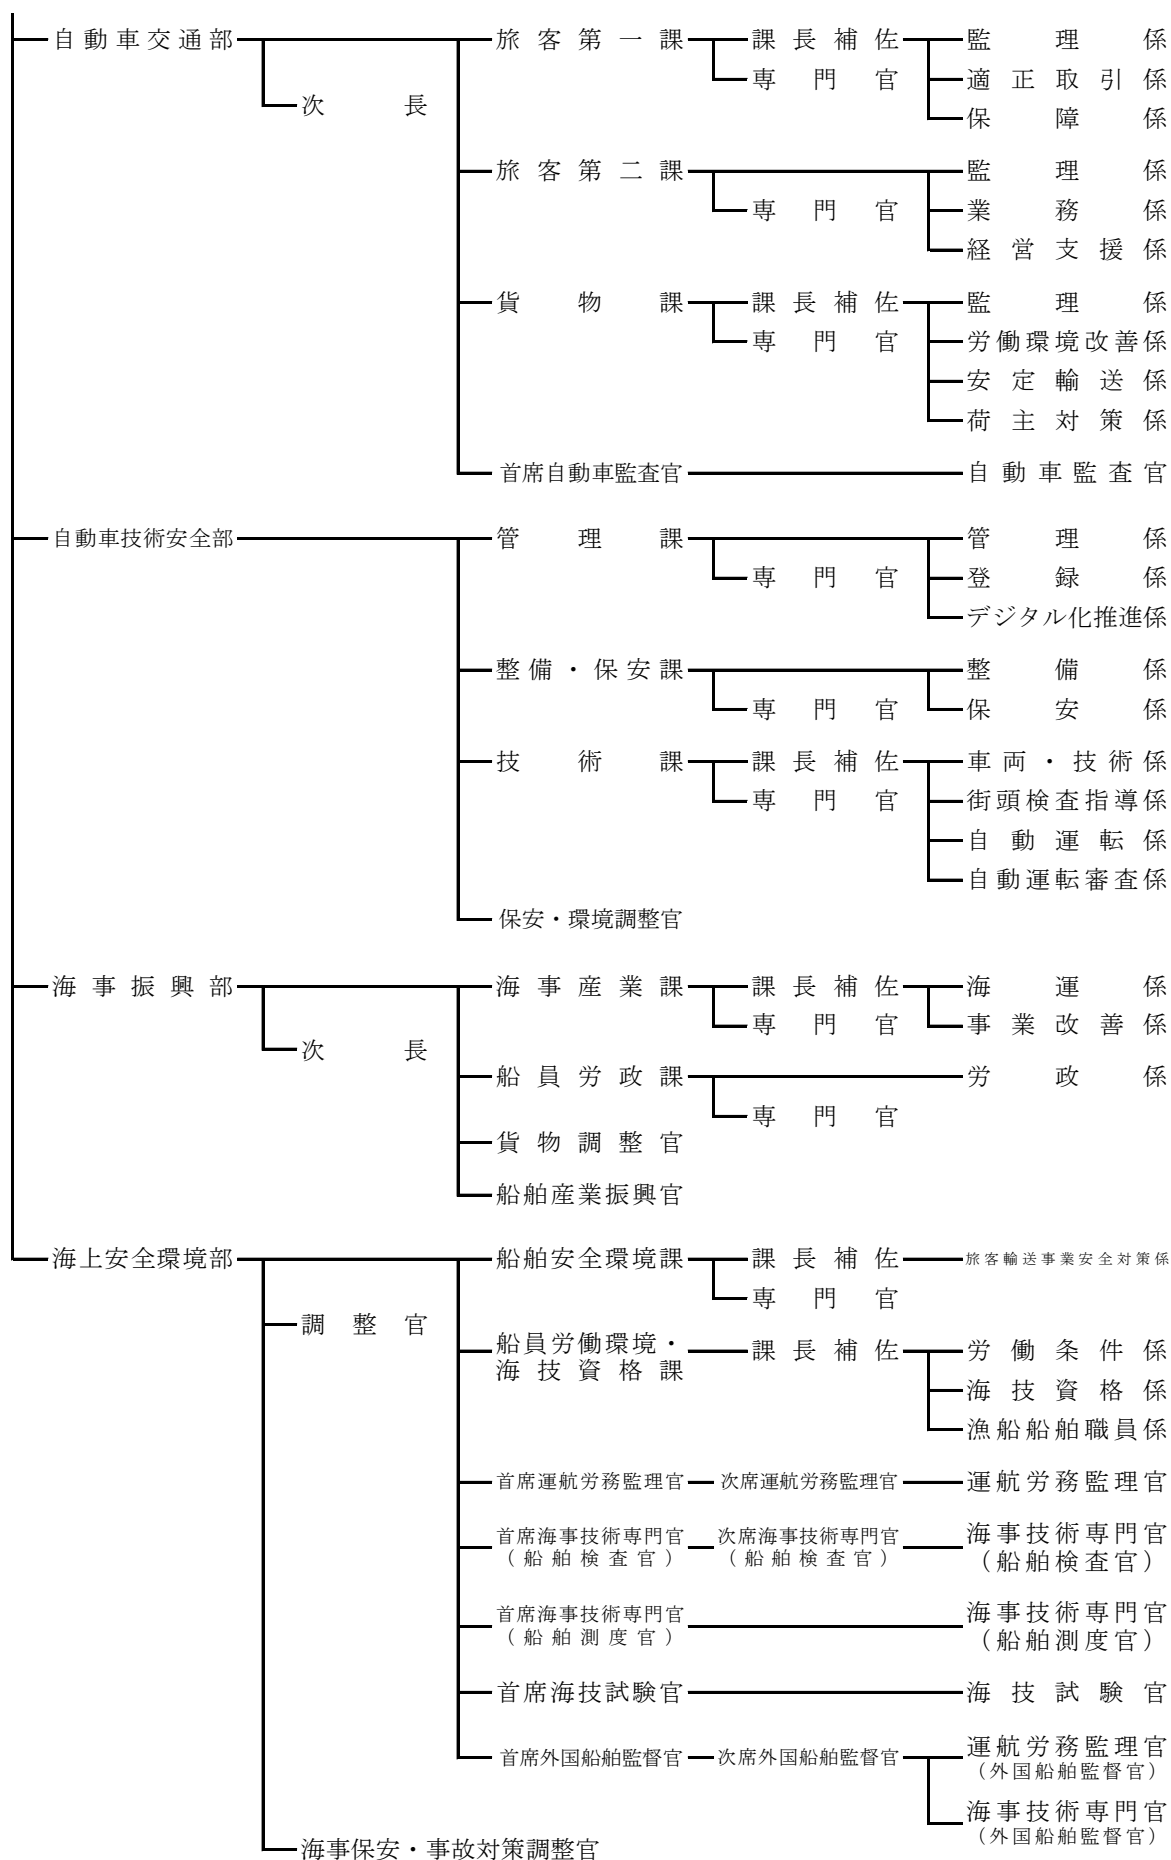 自動車交通部 旅客第一課 課長補佐 監理係
専門官 適正取引係
次長
保障係
旅客第二課 監理係
専門官 業務係
経営支援係
貨物課 課長補佐 監理係
専門官 労働環境改善係
安定輸送係
荷主対策係
首席自動車監査官 自動車監査官
自動車技術安全部 管理課 管理係
専門官 登録係
デジタル化推進係
整備・保安課 整備係
専門官 保安係
技術課 課長補佐 車両・技術係
専門官 街頭検査指導係
自動運転係
自動運転審査係
保安・環境調整官
海事振興部 海事産業課 課長補佐 海運係
専門官 事業改善係
次長
船員労政課 労政係
専門官
貨物調整官
船舶産業振興官
海上安全環境部 船舶安全環境課 課長補佐 旅客輸送事業安全対策係
専門官
調整官
船員労働環境・
海技資格課 課長補佐 労働条件係
海技資格係
漁船船舶職員係
首席運航労務監理官 次席運航労務監理官 運航労務監理官
首席海事技術専門官 次席海事技術専門官 海事技術専門官
（船舶検査官） （船舶検査官） （船舶検査官）
首席海事技術専門官 海事技術専門官
（船舶測度官） （船舶測度官）
首席海技試験官 海技試験官
首席外国船舶監督官 次席外国船舶監督官 運航労務監理官
（外国船舶監督官）
海事技術専門官
（外国船舶監督官）
海事保安・事故対策調整官